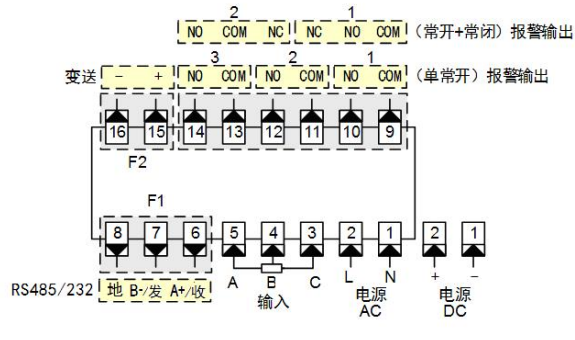 2 1
NO COM NC NC NO COM (常开+常闭) 报警输出
3 2 1
变送 - + NO COM NO COM NO COM (单常开) 报警输出
16 15 14 13 12 11 10 9
F2
F1
8 7 6 5 4 3 2 1 2 1
RS485/232 地 B-/发 A+/收 A B C L N + -
输入 电源 电源
AC DC